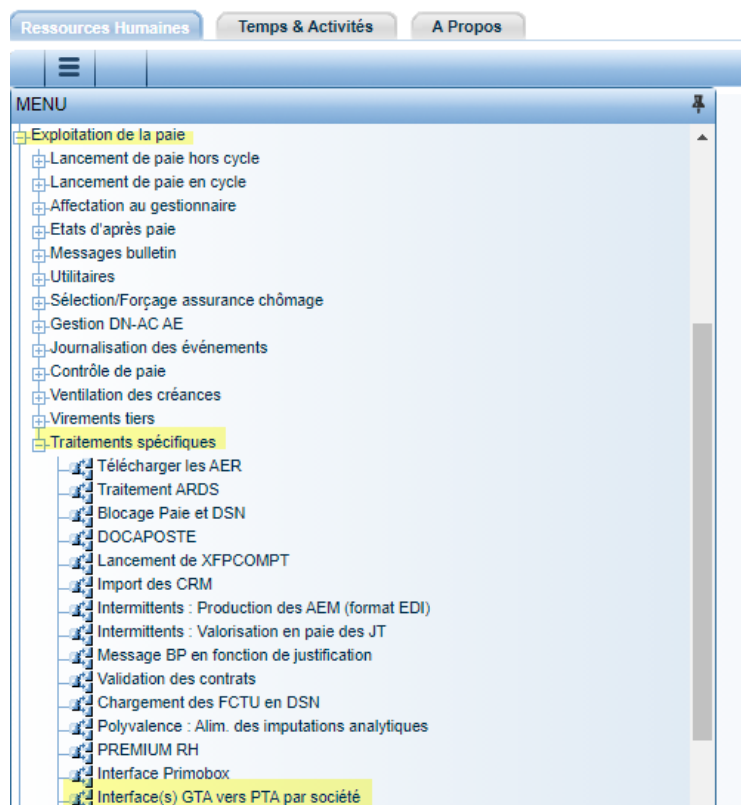 Ressources Humaines Temps & Activités A Propos
MENU
Exploitation de la paie
Lancement de paie hors cycle
Lancement de paie en cycle
Affectation au gestionnaire
Etats d'après paie
Messages bulletin
Utilitaires
Sélection/Forçage assurance chômage
Gestion DN-AC AE
Journalisation des événements
Contrôle de paie
Ventilation des créances
Virements tiers
Traitements spécifiques
Télécharger les AER
Traitement ARDS
Blocage Paie et DSN
DOCAPOSTE
Lancement de XFPCOMPT
Import des CRM
Intermittents : Production des AEM (format EDI)
Intermittents : Valorisation en paie des JT
Message BP en fonction de justification
Validation des contrats
Chargement des FCTU en DSN
Polyvalence : Alim. des imputations analytiques
PREMIUM RH
Interface Primobox
Interface(s) GTA vers PTA par société